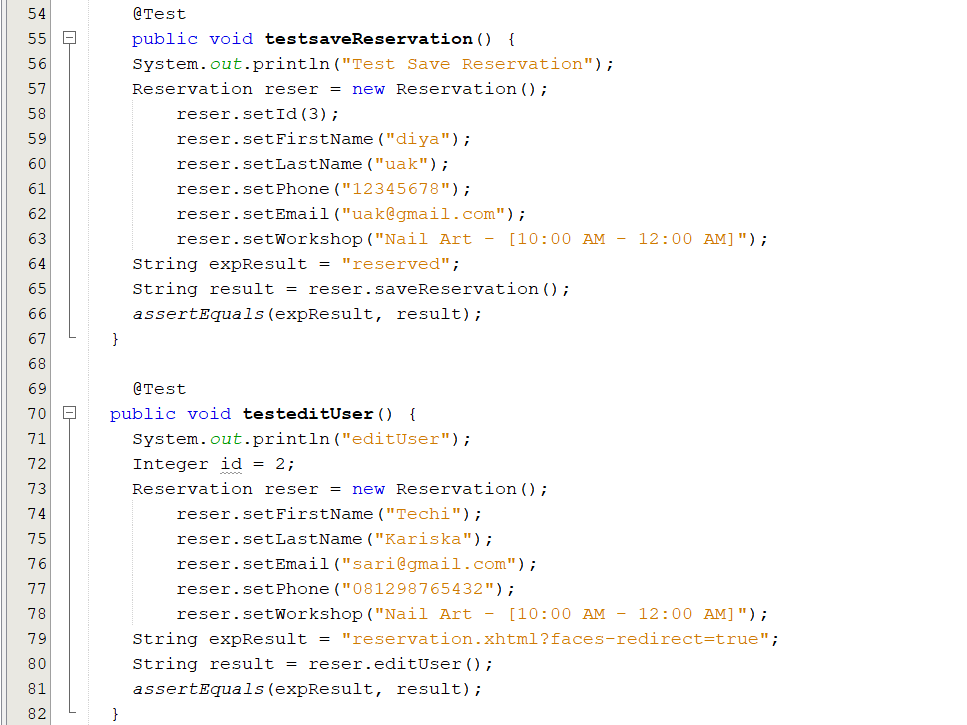 54 @Test
55 public void testsaveReservation() {
56 System.out.println("Test Save Reservation");
57 Reservation reser = new Reservation();
58 reser.setId(3);
59 reser.setFirstName("diya");
60 reser.setLastName("uak");
61 reser.setPhone("12345678");
62 reser.setEmail("uak@gmail.com");
63 reser.setWorkshop("Nail Art - [10:00 AM - 12:00 AM]");
64 String expResult = "reserved";
65 String result = reser.saveReservation();
66 assertEquals(expResult, result);
67 }
68
69 @Test
70 public void testeditUser() {
71 System.out.println("editUser");
72 Integer id = 2;
73 Reservation reser = new Reservation();
74 reser.setFirstName("Techi");
75 reser.setLastName("Kariska");
76 reser.setEmail("sari@gmail.com");
77 reser.setPhone("081298765432");
78 reser.setWorkshop("Nail Art - [10:00 AM - 12:00 AM]");
79 String expResult = "reservation.xhtml?faces-redirect=true";
80 String result = reser.editUser();
81 assertEquals(expResult, result);
82 }